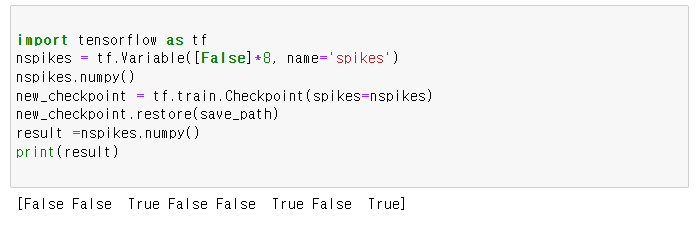 import tensorflow as tf
nspikes = tf.Variable([False]*8, name='spikes')
nspikes.numpy()
new_checkpoint = tf.train.Checkpoint(spikes=nspikes)
new_checkpoint.restore(save_path)
result =nspikes.numpy()
print(result)
[False False  True False False  True False  True]